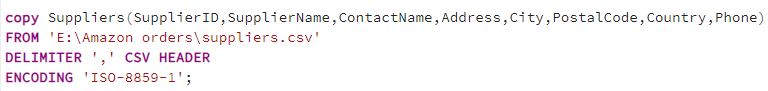 copy Suppliers(SupplierID,SupplierName,ContactName,Address,City,PostalCode,Country,Phone)
FROM 'E:\Amazon orders\suppliers.csv'
DELIMITER ',' CSV HEADER
ENCODING 'ISO-8859-1';